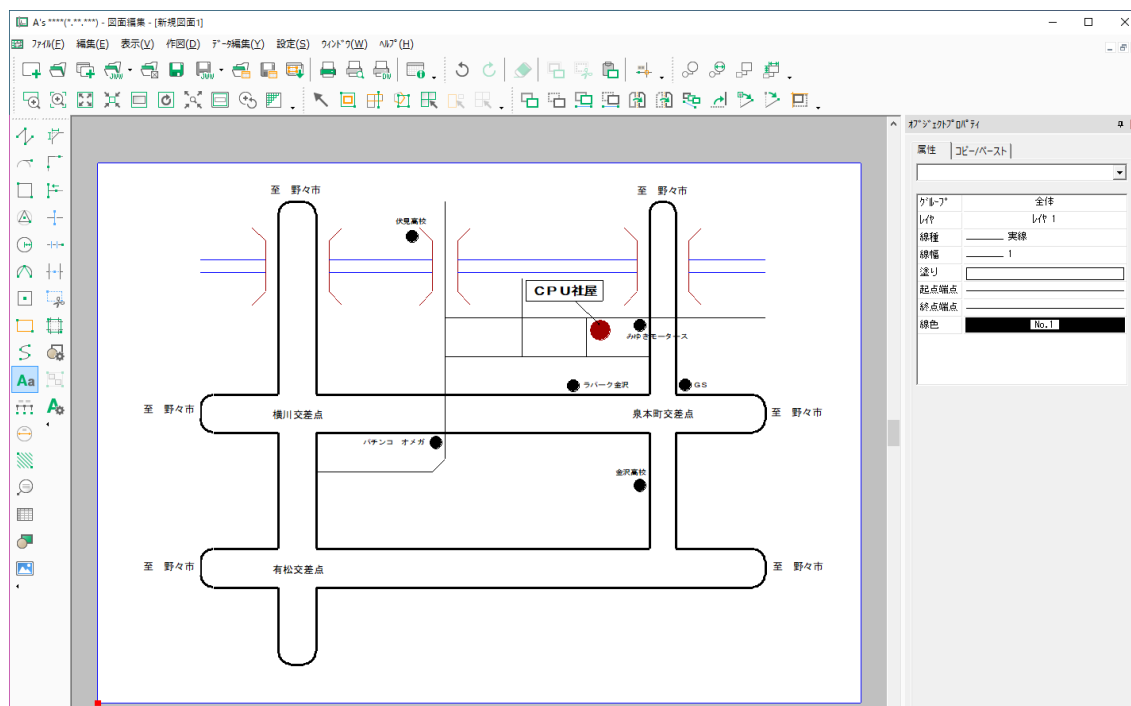 A's ****(*.**.***) - 図面編集 - [新規図面1]
ファイル(F) 編集(E) 表示(V) 作図(D) データ編集(Y) 設定(S) ウィンドウ(W) ヘルプ(H)
オブジェクトプロパティ
属性 コピー/ペースト
グループ 全体
レイヤ レイヤ 1
線種 実線
線幅 1
塗り
起点端点
終点端点
線色 No.1
Aa
A
JWW
JWW
DW
至 野々市
至 野々市
伏見高校
CPU社屋
みゆきモータース
ラパーク金沢
GS
至 野々市
横川交差点
泉本町交差点
至 野々市
パチンコ オメガ
金沢高校
至 野々市
有松交差点
至 野々市